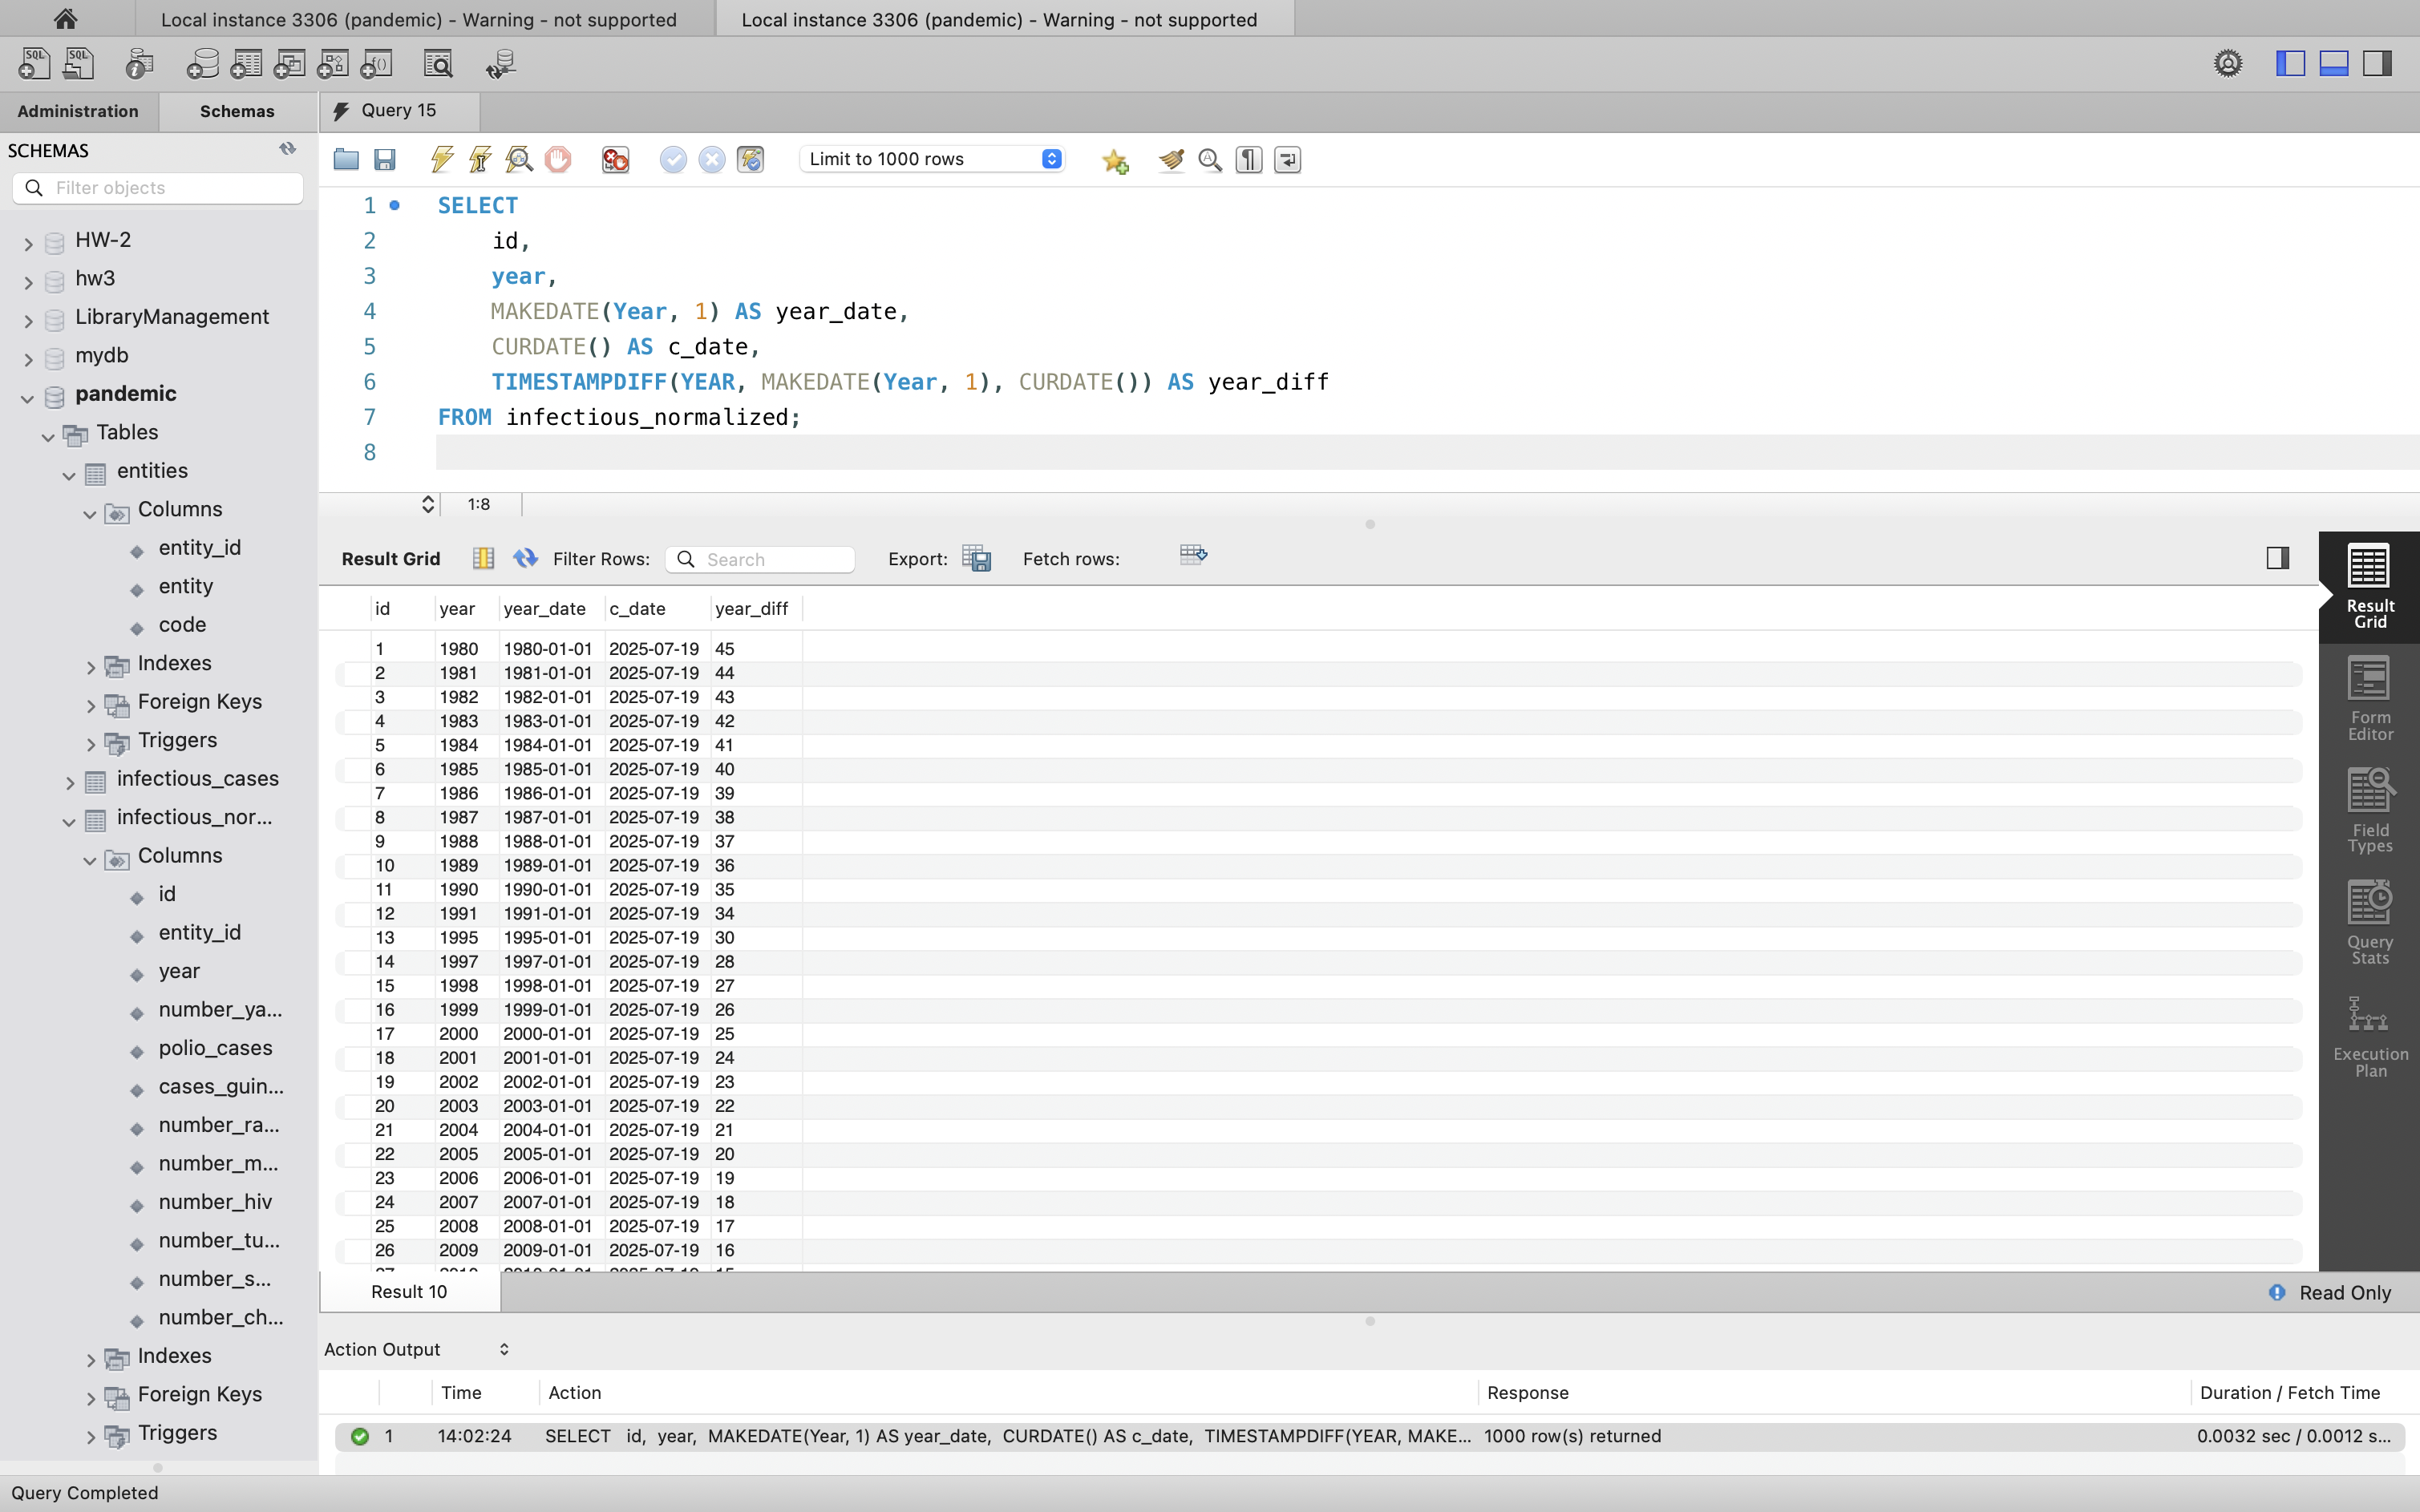 Local instance 3306 (pandemic) - Warning - not supported
Local instance 3306 (pandemic) - Warning - not supported
Administration
Schemas
Query 15
SCHEMAS
Filter objects
HW-2
hw3
LibraryManagement
mydb
pandemic
Tables
entities
Columns
entity_id
entity
code
Indexes
Foreign Keys
Triggers
infectious_cases
infectious_nor...
Columns
id
entity_id
year
number_ya...
polio_cases
cases_guin...
number_ra...
number_m...
number_hiv
number_tu...
number_s...
number_ch...
Indexes
Foreign Keys
Triggers
Limit to 1000 rows
1 SELECT
2 id,
3 year,
4 MAKEDATE(Year, 1) AS year_date,
5 CURDATE() AS c_date,
6 TIMESTAMPDIFF(YEAR, MAKEDATE(Year, 1), CURDATE()) AS year_diff
7 FROM infectious_normalized;
8
1:8
Result Grid Filter Rows: Search Export: Fetch rows:
id year year_date c_date year_diff
1 1980 1980-01-01 2025-07-19 45
2 1981 1981-01-01 2025-07-19 44
3 1982 1982-01-01 2025-07-19 43
4 1983 1983-01-01 2025-07-19 42
5 1984 1984-01-01 2025-07-19 41
6 1985 1985-01-01 2025-07-19 40
7 1986 1986-01-01 2025-07-19 39
8 1987 1987-01-01 2025-07-19 38
9 1988 1988-01-01 2025-07-19 37
10 1989 1989-01-01 2025-07-19 36
11 1990 1990-01-01 2025-07-19 35
12 1991 1991-01-01 2025-07-19 34
13 1995 1995-01-01 2025-07-19 30
14 1997 1997-01-01 2025-07-19 28
15 1998 1998-01-01 2025-07-19 27
16 1999 1999-01-01 2025-07-19 26
17 2000 2000-01-01 2025-07-19 25
18 2001 2001-01-01 2025-07-19 24
19 2002 2002-01-01 2025-07-19 23
20 2003 2003-01-01 2025-07-19 22
21 2004 2004-01-01 2025-07-19 21
22 2005 2005-01-01 2025-07-19 20
23 2006 2006-01-01 2025-07-19 19
24 2007 2007-01-01 2025-07-19 18
25 2008 2008-01-01 2025-07-19 17
26 2009 2009-01-01 2025-07-19 16
Result
Grid
Form
Editor
Field
Types
Query
Stats
Execution
Plan
Result 10
Read Only
Action Output
Time Action Response Duration / Fetch Time
1 14:02:24 SELECT id, year, MAKEDATE(Year, 1) AS year_date, CURDATE() AS c_date, TIMESTAMPDIFF(YEAR, MAKE... 1000 row(s) returned 0.0032 sec / 0.0012 s...
Query Completed